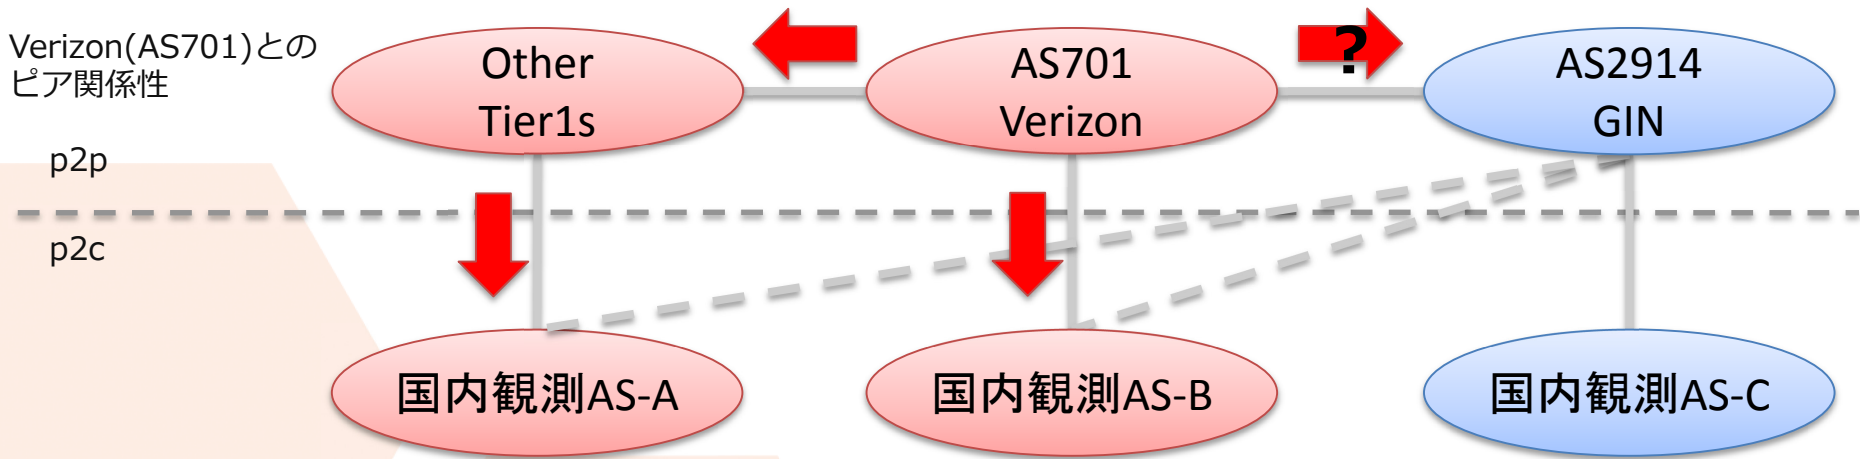 Verizon(AS701)との
ピア関係性
p2p
p2c
Other
Tier1s
AS701
Verizon
?
AS2914
GIN
国内観測AS-A
国内観測AS-B
国内観測AS-C